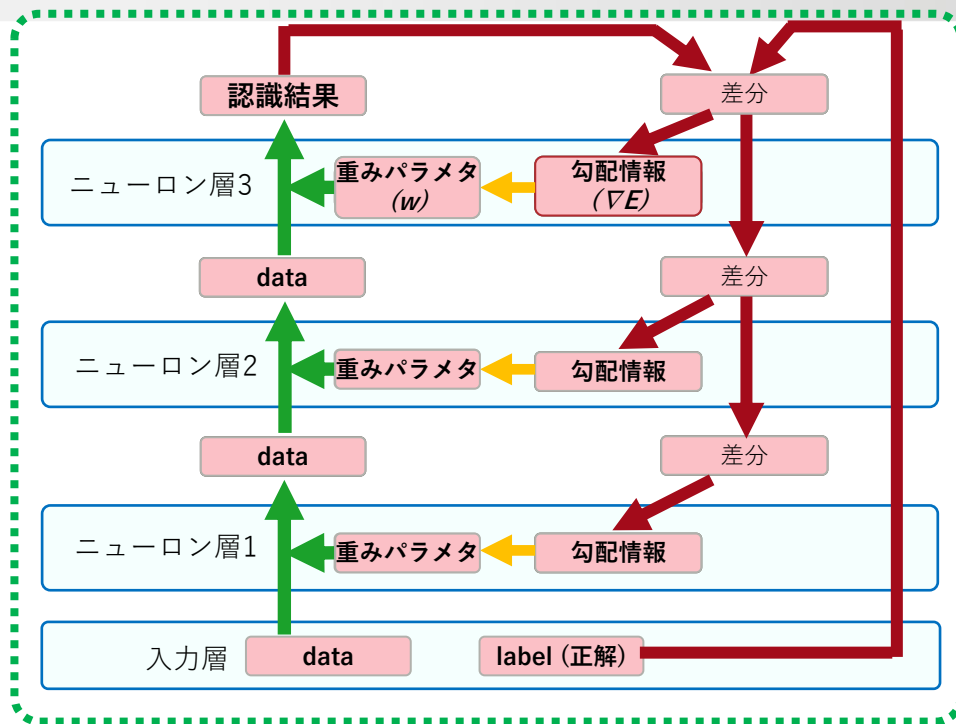 認識結果
差分
ニューロン層3
重みパラメタ
(w)
勾配情報
(∇E)
data
差分
ニューロン層2
重みパラメタ
勾配情報
data
差分
ニューロン層1
重みパラメタ
勾配情報
入力層
data
label (正解)